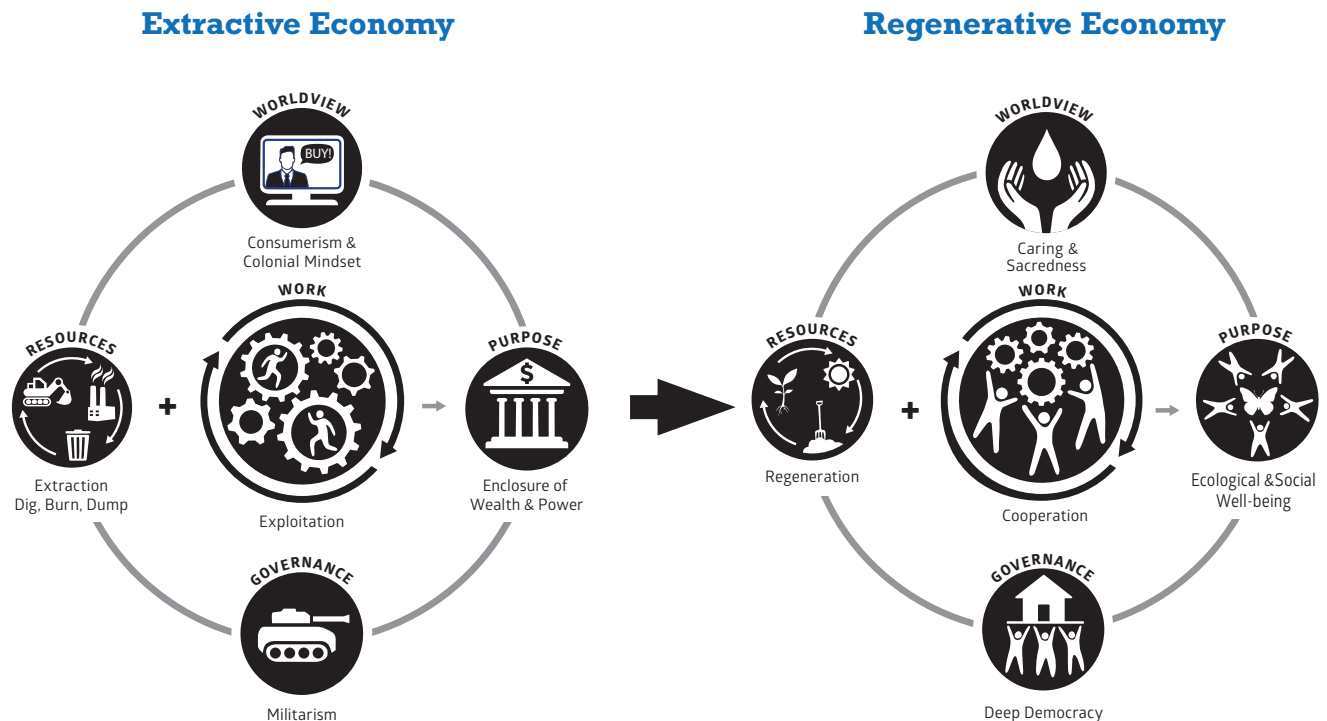 Extractive Economy
WORLDVIEW
BUY!
Consumerism &
Colonial Mindset
WORK
RESOURCES
PURPOSE
$
+
Extraction
Dig, Burn, Dump
Exploitation
Enclosure of
Wealth & Power
GOVERNANCE
Militarism
Regenerative Economy
WORLDVIEW
Caring &
Sacredness
WORK
RESOURCES
PURPOSE
+
Regeneration
Cooperation
Ecological &Social
Well-being
GOVERNANCE
Deep Democracy